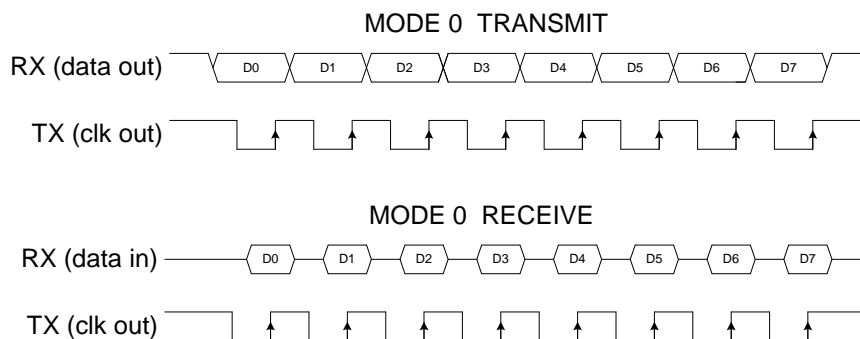 MODE 0 TRANSMIT
RX (data out) D0 D1 D2 D3 D4 D5 D6 D7
TX (clk out)
MODE 0 RECEIVE
RX (data in) D0 D1 D2 D3 D4 D5 D6 D7
TX (clk out)